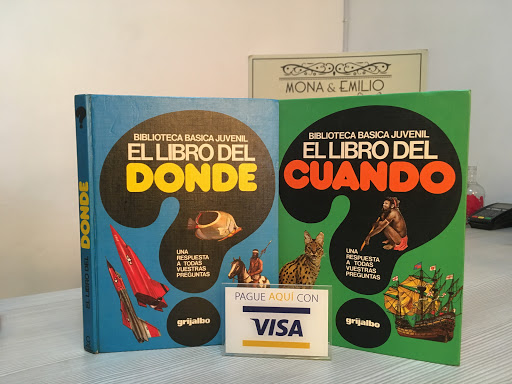 MONA & EMILIO
BIBLIOTECA BASICA JUVENIL
EL LIBRO DEL
DONDE
UNA
RESPUESTA
A TODAS
VUESTRAS
PREGUNTAS
grijalbo
EL LIBRO DEL DONDE
BIBLIOTECA BASICA JUVENIL
EL LIBRO DEL
CUANDO
UNA
RESPUESTA
A TODAS
VUESTRAS
PREGUNTAS
grijalbo
PAGUE AQUÍ CON
VISA